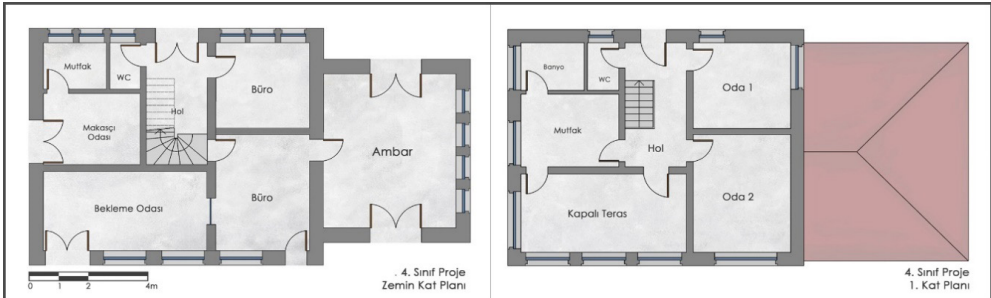 Mutfak
WC
Hol
Büro
Makasçı
Odası
Ambar
Büro
Bekleme Odası
0 1 2 4m
. 4. Sınıf Proje
Zemin Kat Planı
Banyo
WC
Oda 1
Mutfak
Hol
Oda 2
Kapalı Teras
4. Sınıf Proje
1. Kat Planı